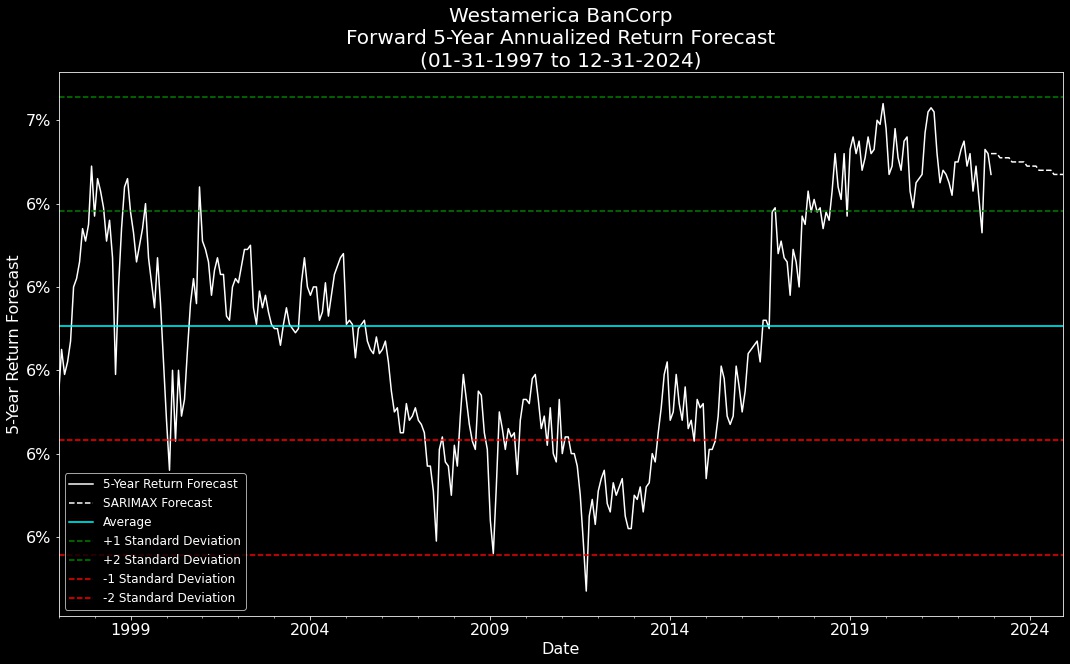 Westamerica BanCorp
Forward 5-Year Annualized Return Forecast
(01-31-1997 to 12-31-2024)
7%
6%
6%
6%
6%
6%
5-Year Return Forecast
5-Year Return Forecast
SARIMAX Forecast
Average
+1 Standard Deviation
+2 Standard Deviation
-1 Standard Deviation
-2 Standard Deviation
1999 2004 2009 2014 2019 2024
Date